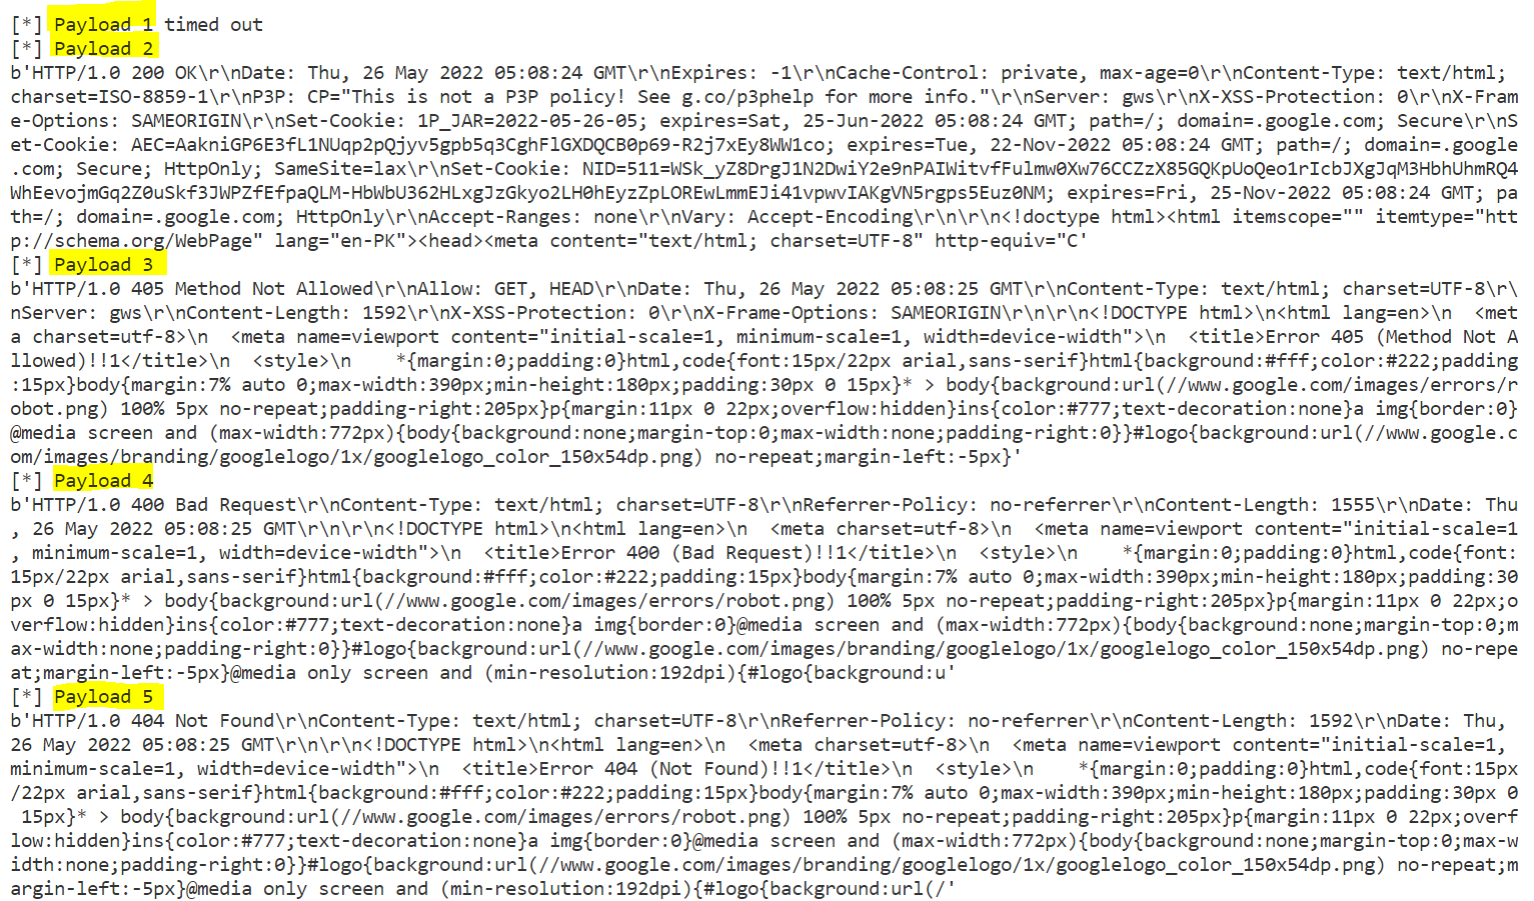 [*] Payload 1 timed out
[*] Payload 2
b'HTTP/1.0 200 OK\r\nDate: Thu, 26 May 2022 05:08:24 GMT\r\nExpires: -1\r\nCache-Control: private, max-age=0\r\nContent-Type: text/html;
charset=ISO-8859-1\r\nP3P: CP="This is not a P3P policy! See g.co/p3phelp for more info."\r\nServer: gws\r\nX-XSS-Protection: 0\r\nX-Fram
e-Options: SAMEORIGIN\r\nSet-Cookie: 1P_JAR=2022-05-26-05; expires=Sat, 25-Jun-2022 05:08:24 GMT; path=/; domain=.google.com; Secure\r\nS
et-Cookie: AEC=AakniGP6E3fL1NUqp2pQjyv5gpb5q3CghFlGXDQCB0p69-R2j7xEy8WW1co; expires=Tue, 22-Nov-2022 05:08:24 GMT; path=/; domain=.google
.com; Secure; HttpOnly; SameSite=lax\r\nSet-Cookie: NID=511=WSk_yZ8DrgJ1N2DwiY2e9nPAIWitvfFulmw0Xw76CCZzX85GQKpUoQeo1rIcbJXgJqM3HbhUhmRQ4
WhEevojmGq2Z0uSkf3JWPZfEfpaQLM-HbWbU362HLxgJzGkyo2LH0hEyzZpLOREwLmmEJi41vpwvIAKgVN5rgps5Euz0NM; expires=Fri, 25-Nov-2022 05:08:24 GMT; pa
th=/; domain=.google.com; HttpOnly\r\nAccept-Ranges: none\r\nVary: Accept-Encoding\r\n\r\n<!doctype html><html itemscope="" itemtype="htt
p://schema.org/WebPage" lang="en-PK"><head><meta content="text/html; charset=UTF-8" http-equiv="C'
[*] Payload 3
b'HTTP/1.0 405 Method Not Allowed\r\nAllow: GET, HEAD\r\nDate: Thu, 26 May 2022 05:08:25 GMT\r\nContent-Type: text/html; charset=UTF-8\r\
nServer: gws\r\nContent-Length: 1592\r\nX-XSS-Protection: 0\r\nX-Frame-Options: SAMEORIGIN\r\n\r\n<!DOCTYPE html>\n<html lang=en>\n  <met
a charset=utf-8>\n  <meta name=viewport content="initial-scale=1, minimum-scale=1, width=device-width">\n  <title>Error 405 (Method Not A
llowed)!!1</title>\n  <style>\n    *{margin:0;padding:0}html,code{font:15px/22px arial,sans-serif}html{background:#fff;color:#222;padding
:15px}body{margin:7% auto 0;max-width:390px;min-height:180px;padding:30px 0 15px}* > body{background:url(//www.google.com/images/errors/r
obot.png) 100% 5px no-repeat;padding-right:205px}p{margin:11px 0 22px;overflow:hidden}ins{color:#777;text-decoration:none}a img{border:0}
@media screen and (max-width:772px){body{background:none;margin-top:0;max-width:none;padding-right:0}}#logo{background:url(//www.google.c
om/images/branding/googlelogo/1x/googlelogo_color_150x54dp.png) no-repeat;margin-left:-5px}'
[*] Payload 4
b'HTTP/1.0 400 Bad Request\r\nContent-Type: text/html; charset=UTF-8\r\nReferrer-Policy: no-referrer\r\nContent-Length: 1555\r\nDate: Thu
, 26 May 2022 05:08:25 GMT\r\n\r\n<!DOCTYPE html>\n<html lang=en>\n  <meta charset=utf-8>\n  <meta name=viewport content="initial-scale=1
, minimum-scale=1, width=device-width">\n  <title>Error 400 (Bad Request)!!1</title>\n  <style>\n    *{margin:0;padding:0}html,code{font:
15px/22px arial,sans-serif}html{background:#fff;color:#222;padding:15px}body{margin:7% auto 0;max-width:390px;min-height:180px;padding:30
px 0 15px}* > body{background:url(//www.google.com/images/errors/robot.png) 100% 5px no-repeat;padding-right:205px}p{margin:11px 0 22px;o
verflow:hidden}ins{color:#777;text-decoration:none}a img{border:0}@media screen and (max-width:772px){body{background:none;margin-top:0;m
ax-width:none;padding-right:0}}#logo{background:url(//www.google.com/images/branding/googlelogo/1x/googlelogo_color_150x54dp.png) no-repe
at;margin-left:-5px}@media only screen and (min-resolution:192dpi){#logo{background:u'
[*] Payload 5
b'HTTP/1.0 404 Not Found\r\nContent-Type: text/html; charset=UTF-8\r\nReferrer-Policy: no-referrer\r\nContent-Length: 1592\r\nDate: Thu,
26 May 2022 05:08:25 GMT\r\n\r\n<!DOCTYPE html>\n<html lang=en>\n  <meta charset=utf-8>\n  <meta name=viewport content="initial-scale=1,
minimum-scale=1, width=device-width">\n  <title>Error 404 (Not Found)!!1</title>\n  <style>\n    *{margin:0;padding:0}html,code{font:15px
/22px arial,sans-serif}html{background:#fff;color:#222;padding:15px}body{margin:7% auto 0;max-width:390px;min-height:180px;padding:30px 0
 15px}* > body{background:url(//www.google.com/images/errors/robot.png) 100% 5px no-repeat;padding-right:205px}p{margin:11px 0 22px;overf
low:hidden}ins{color:#777;text-decoration:none}a img{border:0}@media screen and (max-width:772px){body{background:none;margin-top:0;max-w
idth:none;padding-right:0}}#logo{background:url(//www.google.com/images/branding/googlelogo/1x/googlelogo_color_150x54dp.png) no-repeat;m
argin-left:-5px}@media only screen and (min-resolution:192dpi){#logo{background:url(/'